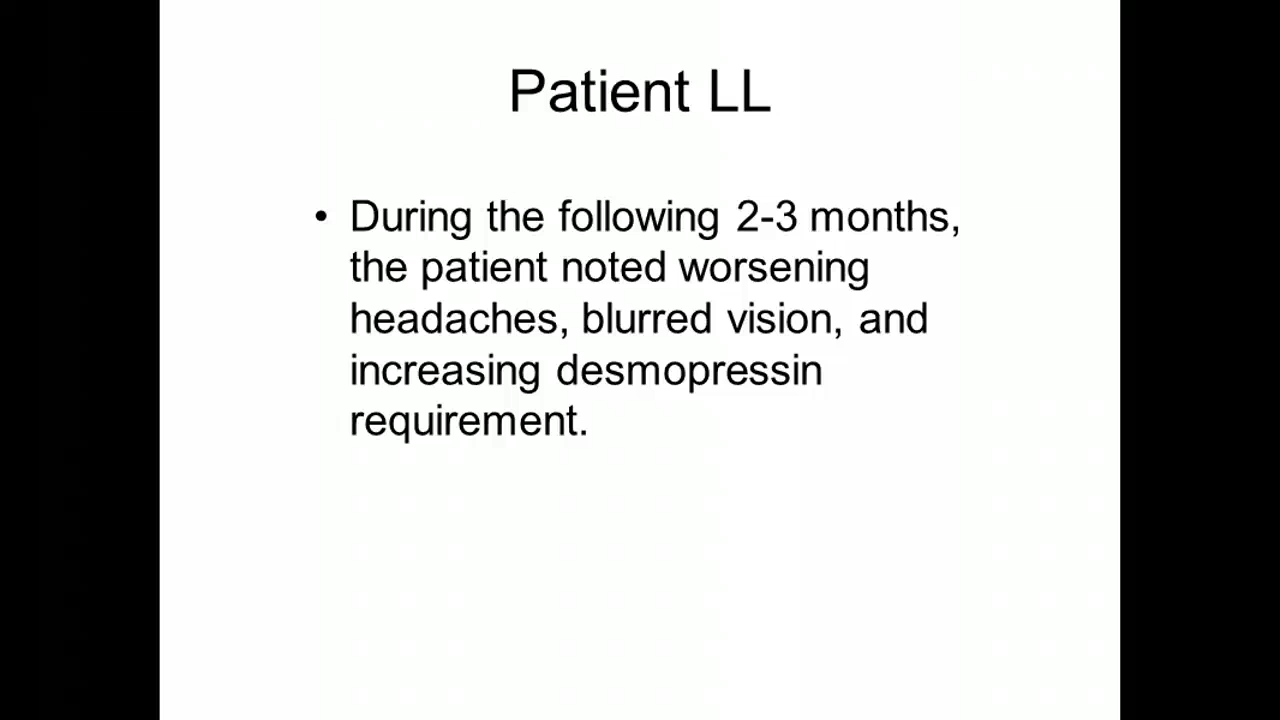 Patient LL
• During the following 2-3 months,
the patient noted worsening
headaches, blurred vision, and
increasing desmopressin
requirement.